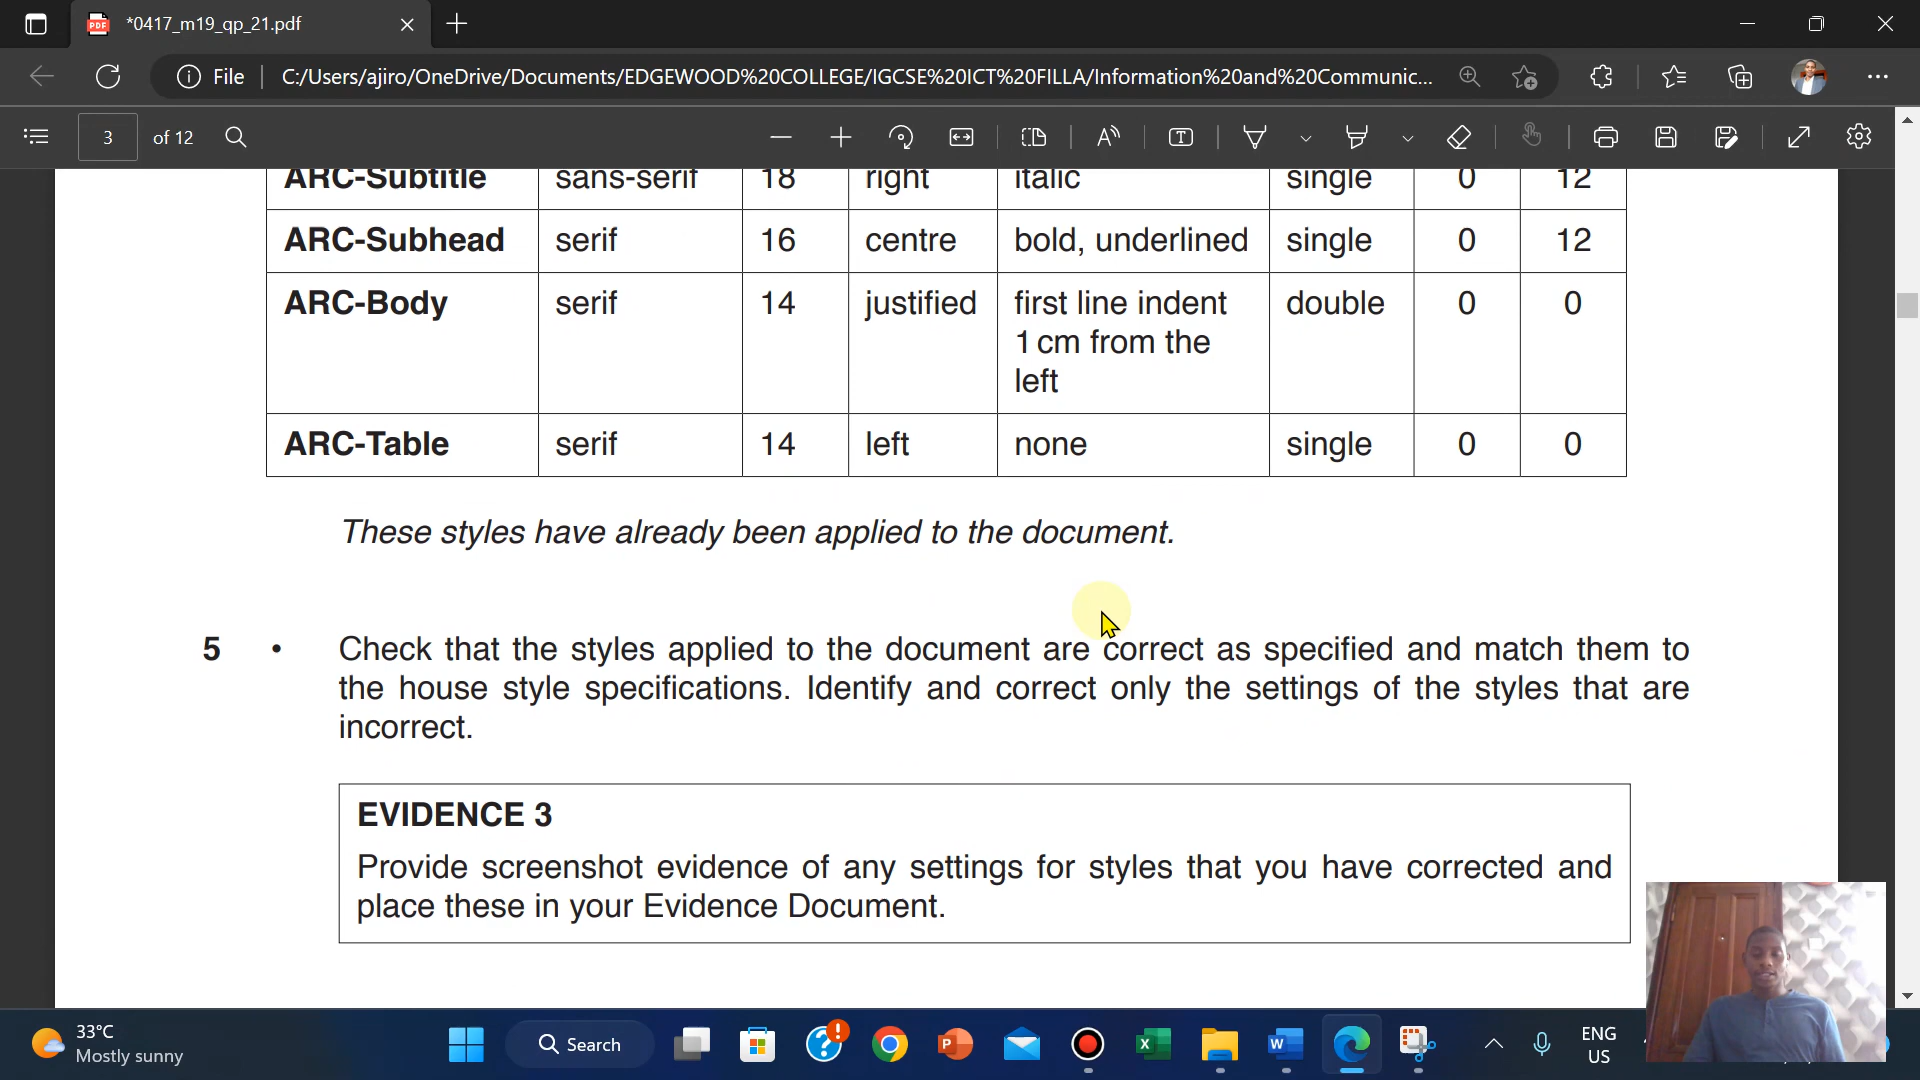 *0417_m19_qp_21.pdf
File
C:/Users/ajiro/OneDrive/Documents/EDGEWOOD%20COLLEGE/IGCSE%20ICT%20FILLA/Information%20and%20Communic...
3 of 12
ARC-Subtitle sans-serif 18 right italic single 0 12
ARC-Subhead serif 16 centre bold, underlined single 0 12
ARC-Body serif 14 justified first line indent double 0 0
1 cm from the
left
ARC-Table serif 14 left none single 0 0
These styles have already been applied to the document.
5 • Check that the styles applied to the document are correct as specified and match them to
the house style specifications. Identify and correct only the settings of the styles that are
incorrect.
EVIDENCE 3
Provide screenshot evidence of any settings for styles that you have corrected and
place these in your Evidence Document.
33°C
Mostly sunny
Search
ENG
US